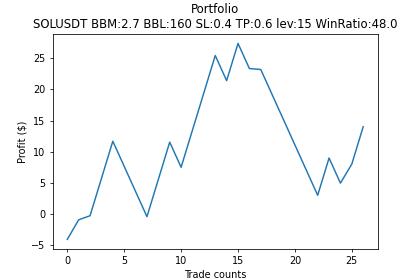 Portfolio
SOLUSDT BBM:2.7 BBL:160 SL:0.4 TP:0.6 lev:15 WinRatio:48.0
25
20
15
10
5
0
−5
Profit ($)
0 5 10 15 20 25
Trade counts